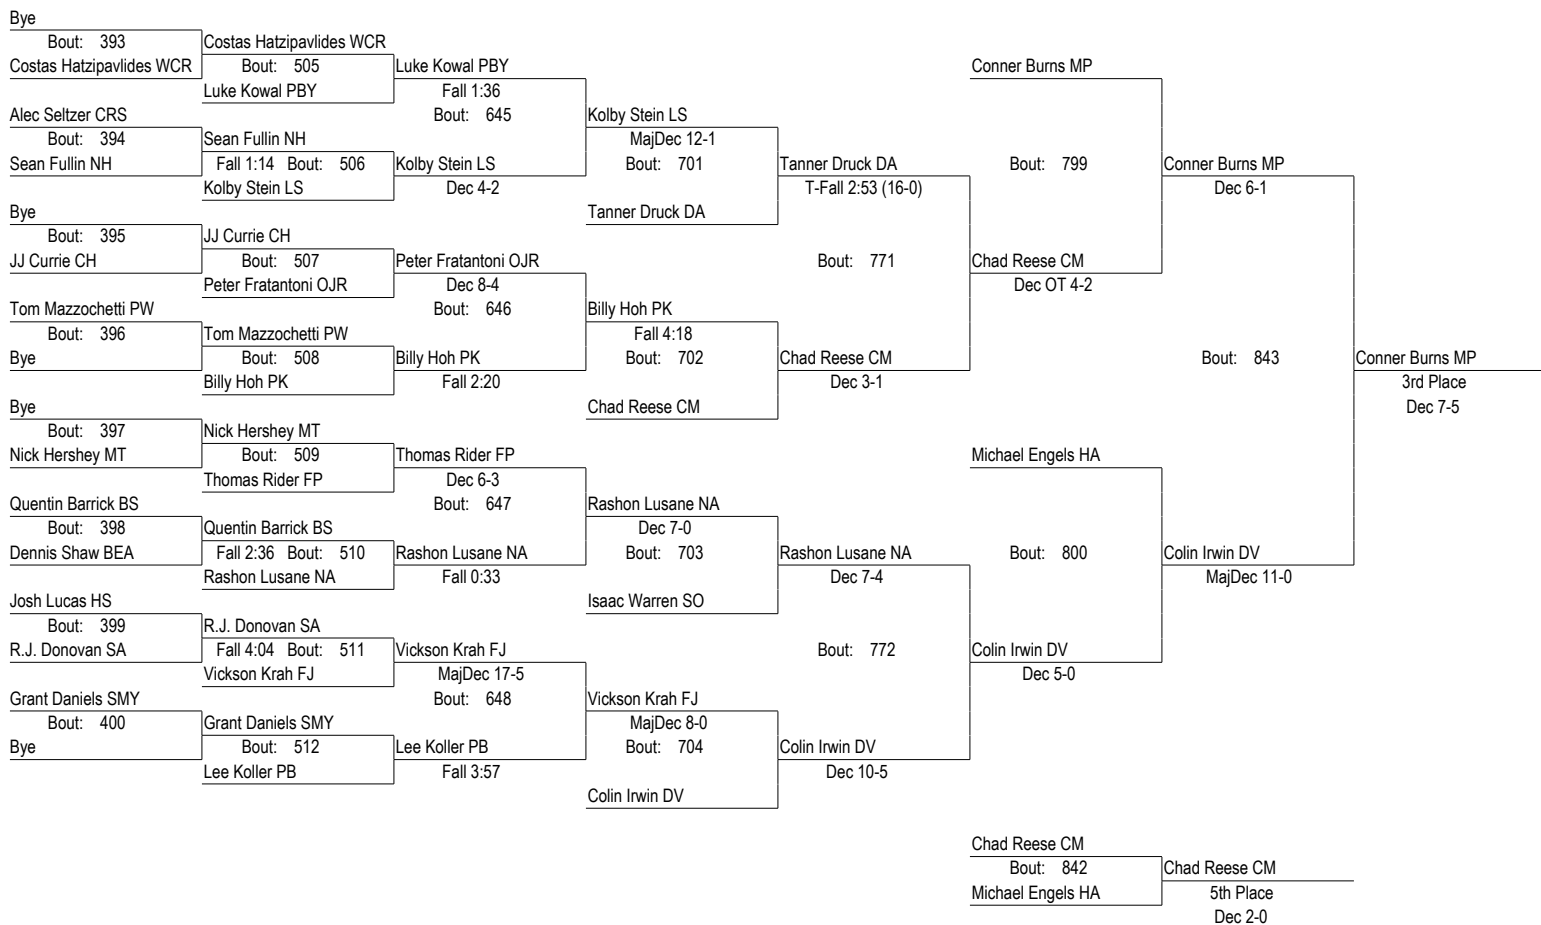 Bye
Bout: 393
Costas Hatzipavlides WCR
Costas Hatzipavlides WCR
Bout: 505
Luke Kowal PBY
Luke Kowal PBY
Fall 1:36
Bout: 645
Alec Seltzer CRS
Bout: 394
Sean Fullin NH
Sean Fullin NH
Fall 1:14 Bout: 506
Kolby Stein LS
Kolby Stein LS
Dec 4-2
Kolby Stein LS
MajDec 12-1
Bout: 701
Tanner Druck DA
Tanner Druck DA
T-Fall 2:53 (16-0)
Bout: 771
Bye
Bout: 395
JJ Currie CH
JJ Currie CH
Bout: 507
Peter Fratantoni OJR
Peter Fratantoni OJR
Dec 8-4
Bout: 646
Tom Mazzochetti PW
Bout: 396
Bye
Tom Mazzochetti PW
Bout: 508
Billy Hoh PK
Billy Hoh PK
Fall 2:20
Billy Hoh PK
Fall 4:18
Bout: 702
Chad Reese CM
Chad Reese CM
Dec 3-1
Conner Burns MP
Bout: 799
Chad Reese CM
Dec OT 4-2
Conner Burns MP
Dec 6-1
Bout: 843
Conner Burns MP
3rd Place
Dec 7-5
Bye
Bout: 397
Nick Hershey MT
Nick Hershey MT
Bout: 509
Thomas Rider FP
Thomas Rider FP
Dec 6-3
Bout: 647
Quentin Barrick BS
Bout: 398
Dennis Shaw BEA
Quentin Barrick BS
Fall 2:36 Bout: 510
Rashon Lusane NA
Rashon Lusane NA
Fall 0:33
Rashon Lusane NA
Dec 7-0
Bout: 703
Isaac Warren SO
Rashon Lusane NA
Dec 7-4
Bout: 772
Josh Lucas HS
Bout: 399
R.J. Donovan SA
R.J. Donovan SA
Fall 4:04 Bout: 511
Vickson Krah FJ
Vickson Krah FJ
MajDec 17-5
Bout: 648
Grant Daniels SMY
Bout: 400
Bye
Grant Daniels SMY
Bout: 512
Lee Koller PB
Lee Koller PB
Fall 3:57
Vickson Krah FJ
MajDec 8-0
Bout: 704
Colin Irwin DV
Colin Irwin DV
Dec 10-5
Michael Engels HA
Bout: 800
Colin Irwin DV
Dec 5-0
Colin Irwin DV
MajDec 11-0
Chad Reese CM
Bout: 842
Michael Engels HA
Chad Reese CM
5th Place
Dec 2-0